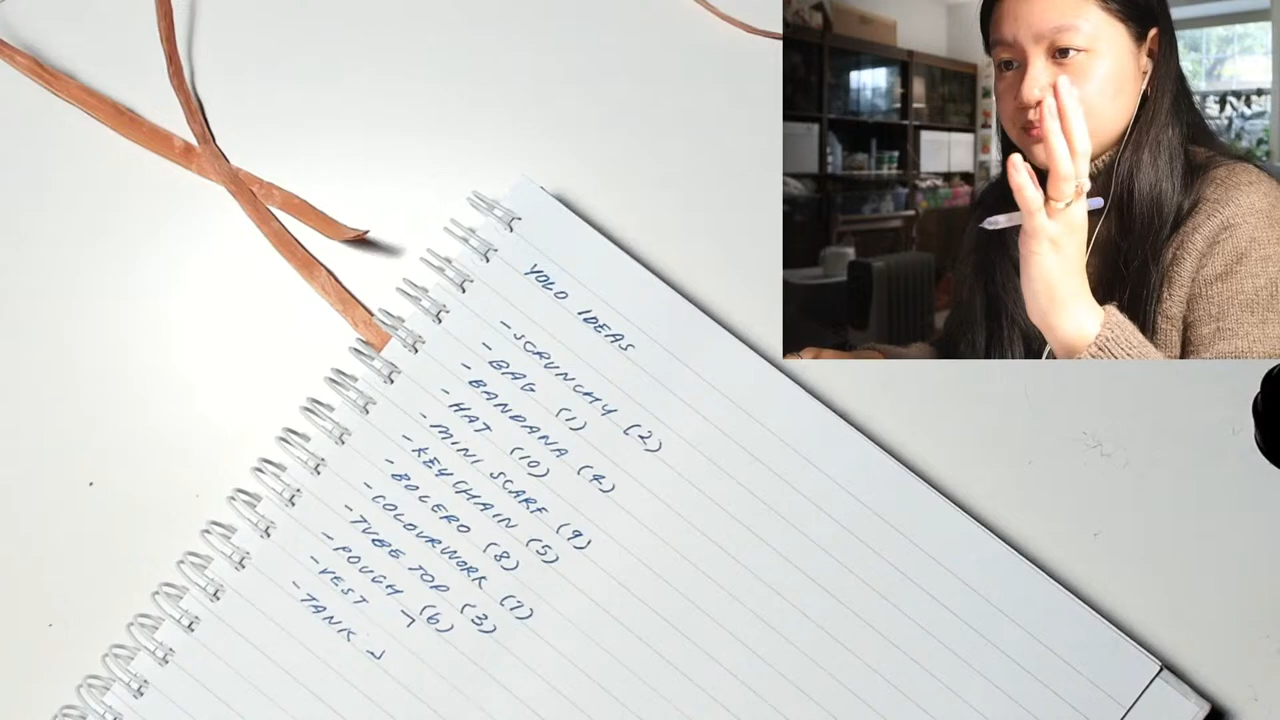 YOLO IDEAS
- SCRUNCHY (2)
- BAG (1)
- BANDANA (4)
- HAT (10)
- MINI SCARF (9)
- KEYCHAIN (5)
- BOLERO (8)
- COLOURWORK (7)
- TUBE TOP (3)
- POUCH (6)
- VEST
- TANK